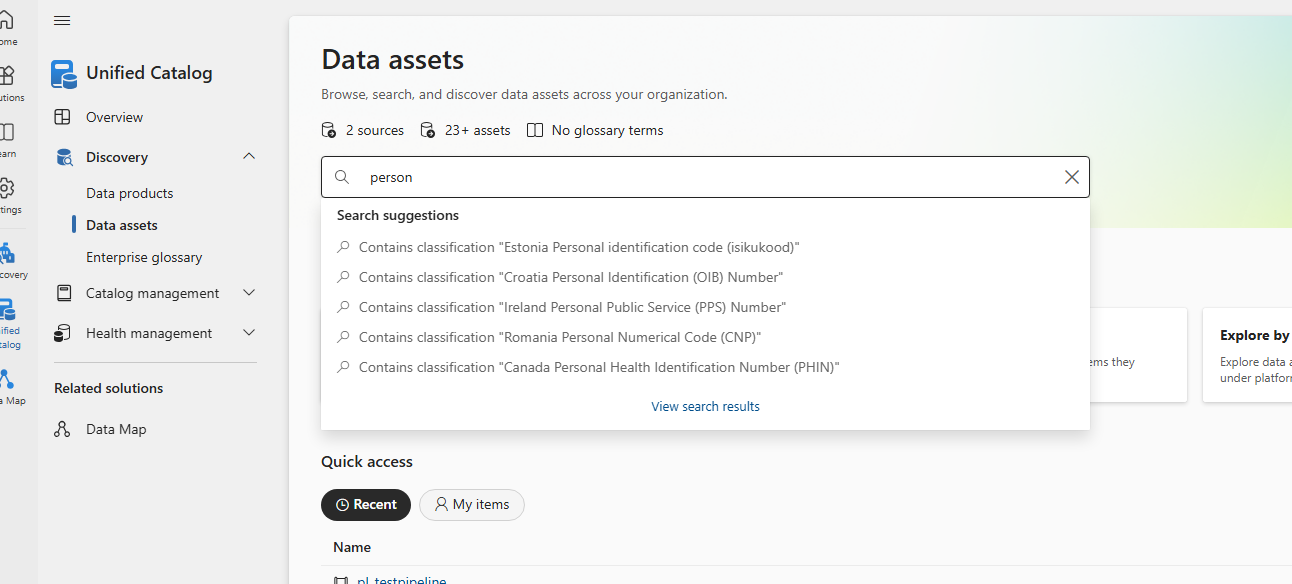 ome
utions
earn
ttings
covery
ified
talog
a Map
Unified Catalog
Overview
Discovery
Data products
Data assets
Enterprise glossary
Catalog management
Health management
Related solutions
Data Map
Data assets
Browse, search, and discover data assets across your organization.
2 sources 23+ assets No glossary terms
person
Search suggestions
Contains classification "Estonia Personal identification code (isikukood)"
Contains classification "Croatia Personal Identification (OIB) Number"
Contains classification "Ireland Personal Public Service (PPS) Number"
Contains classification "Romania Personal Numerical Code (CNP)"
Contains classification "Canada Personal Health Identification Number (PHIN)"
View search results
ems they
Explore by
Explore data a
under platfor
Quick access
Recent My items
Name
pl_testpipeline